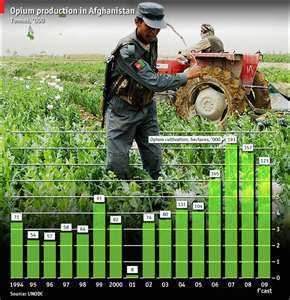 Opium production in Afghanistan
Tonnes, '000
Opium cultivation, hectares, '000
193
165
157
123
71
54
57
58
64
91
82
8
74
80
131
104
1994 95 96 97 98 99 2000 01 02 03 04 05 06 07 08 09
F'cast
Source: UNODC